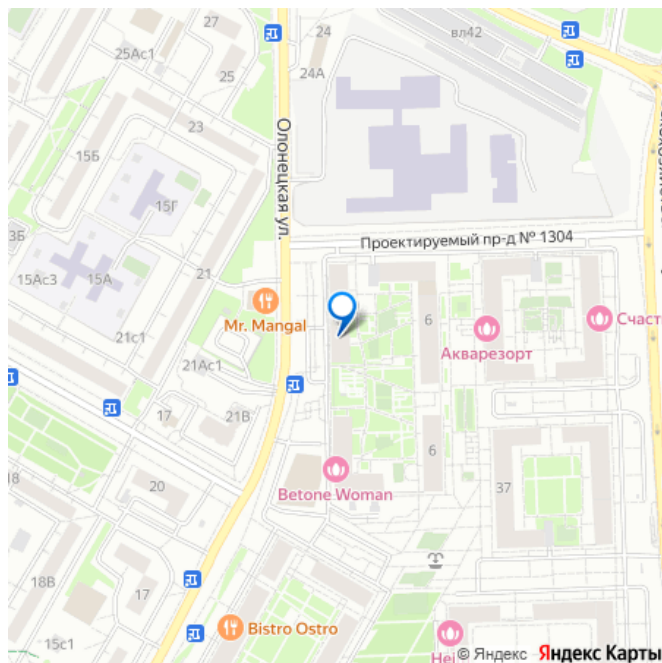 27
24
вл42
25Ас1
25
24А
23
Олонецкая ул.
15Б
15Г
Проектируемый пр-д № 1304
15Ас3
15А
21
Mr. Mangal
6
Счасть
Акварезорт
21с1
21Ас1
17
21В
6
18
20
Betone Woman
37
18В
17
15с1
Bistro Ostro
Hel
© Яндекс Яндекс Карты